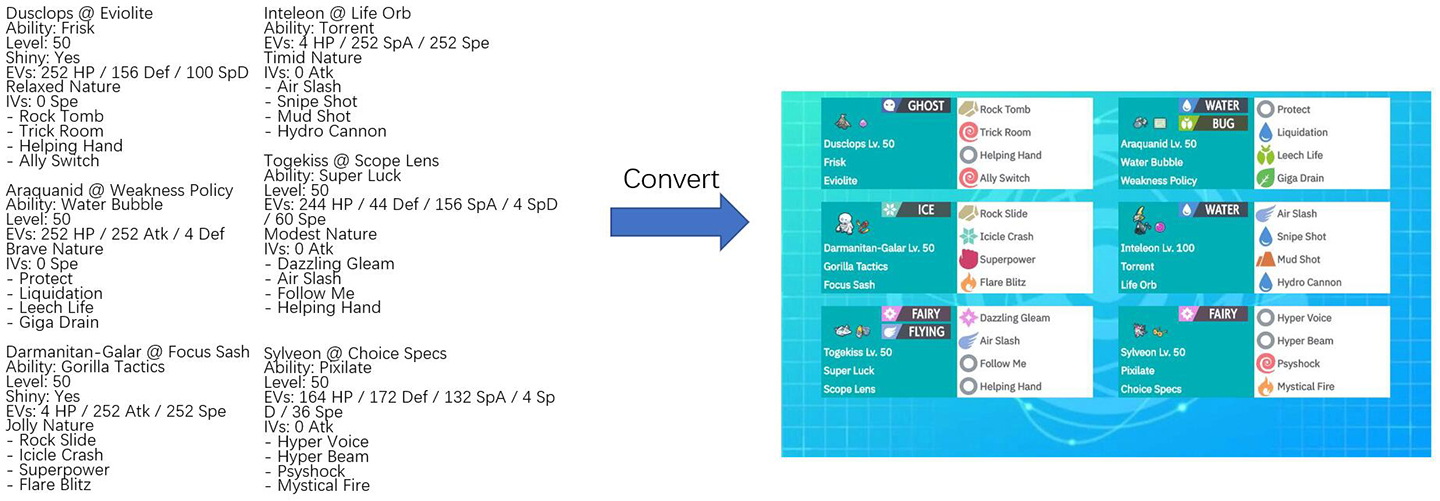 Dusclops @ Eviolite
Ability: Frisk
Level: 50
Shiny: Yes
EVs: 252 HP / 156 Def / 100 SpD
Relaxed Nature
IVs: 0 Spe
- Rock Tomb
- Trick Room
- Helping Hand
- Ally Switch
Araquanid @ Weakness Policy
Ability: Water Bubble
Level: 50
EVs: 252 HP / 252 Atk / 4 Def
Brave Nature
IVs: 0 Spe
- Protect
- Liquidation
- Leech Life
- Giga Drain
Darmanitan-Galar @ Focus Sash
Ability: Gorilla Tactics
Level: 50
Shiny: Yes
EVs: 4 HP / 252 Atk / 252 Spe
Jolly Nature
- Rock Slide
- Icicle Crash
- Superpower
- Flare Blitz
Inteleon @ Life Orb
Ability: Torrent
EVs: 4 HP / 252 SpA / 252 Spe
Timid Nature
IVs: 0 Atk
- Air Slash
- Snipe Shot
- Mud Shot
- Hydro Cannon
Togekiss @ Scope Lens
Ability: Super Luck
Level: 50
EVs: 244 HP / 44 Def / 156 SpA / 4 SpD
/ 60 Spe
Modest Nature
IVs: 0 Atk
- Dazzling Gleam
- Air Slash
- Follow Me
- Helping Hand
Sylveon @ Choice Specs
Ability: Pixilate
Level: 50
EVs: 164 HP / 172 Def / 132 SpA / 4 Sp
D / 36 Spe
IVs: 0 Atk
- Hyper Voice
- Hyper Beam
- Psyshock
- Mystical Fire
Convert
GHOST
Dusclops Lv. 50
Frisk
Eviolite
Rock Tomb
Trick Room
Helping Hand
Ally Switch
WATER
BUG
Araquanid Lv. 50
Water Bubble
Weakness Policy
Protect
Liquidation
Leech Life
Giga Drain
ICE
Darmanitan-Galar Lv. 50
Gorilla Tactics
Focus Sash
Rock Slide
Icicle Crash
Superpower
Flare Blitz
WATER
Inteleon Lv. 100
Torrent
Life Orb
Air Slash
Snipe Shot
Mud Shot
Hydro Cannon
FAIRY
FLYING
Togekiss Lv. 50
Super Luck
Scope Lens
Dazzling Gleam
Air Slash
Follow Me
Helping Hand
FAIRY
Sylveon Lv. 50
Pixilate
Choice Specs
Hyper Voice
Hyper Beam
Psyshock
Mystical Fire